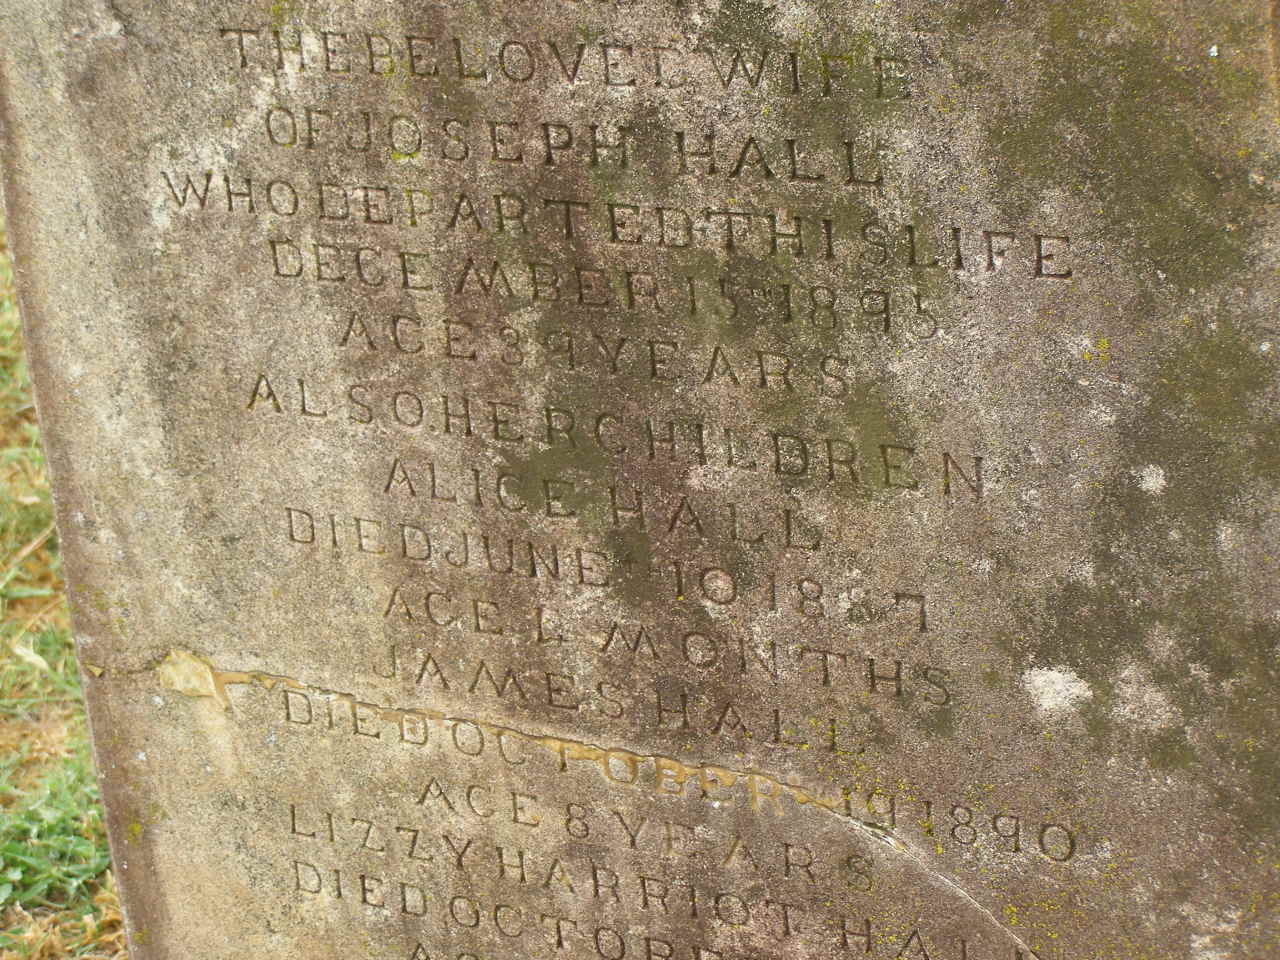 THE BELOVED WIFE
OF JOSEPH HALL
WHO DEPARTED THIS LIFE
DECEMBER 15TH 1895
AGE 39 YEARS
ALSO HER CHILDREN
ALICE HALL
DIED JUNE 10 1887
AGE 4 MONTHS
JAMES HALL
DIED OCTOBER 19 1890
AGE 8 YEARS
LIZZY HARRIOT HALL
DIED OCTOBER